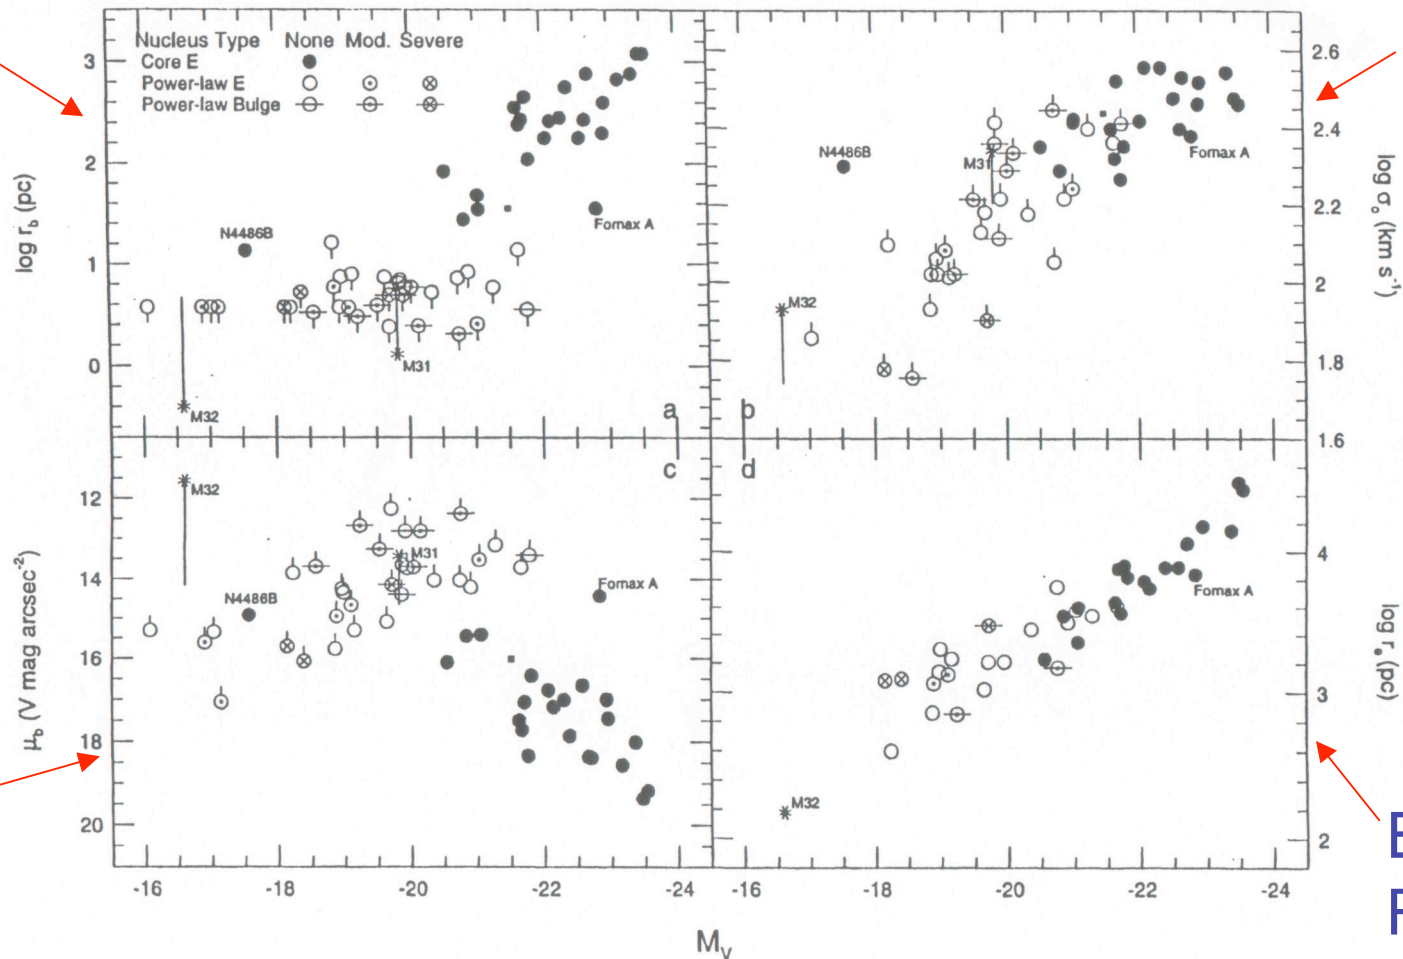 Nucleus Type None Mod. Severe
Core E
Power-law E
Power-law Bulge
3
2
1
0
log r_b (pc)
N4486B
Fornax A
M31
M32
a
2.6
2.4
2.2
2
1.8
1.6
log σ_o (km s⁻¹)
N4486B
M31
Fornax A
M32
b
12
14
16
18
20
μ_b (V mag arcsec⁻²)
M32
M31
N4486B
Fornax A
c
4
3
2
log r_e (pc)
Fornax A
M32
d
-16 -18 -20 -22 -24
-16 -18 -20 -22 -24
M_V